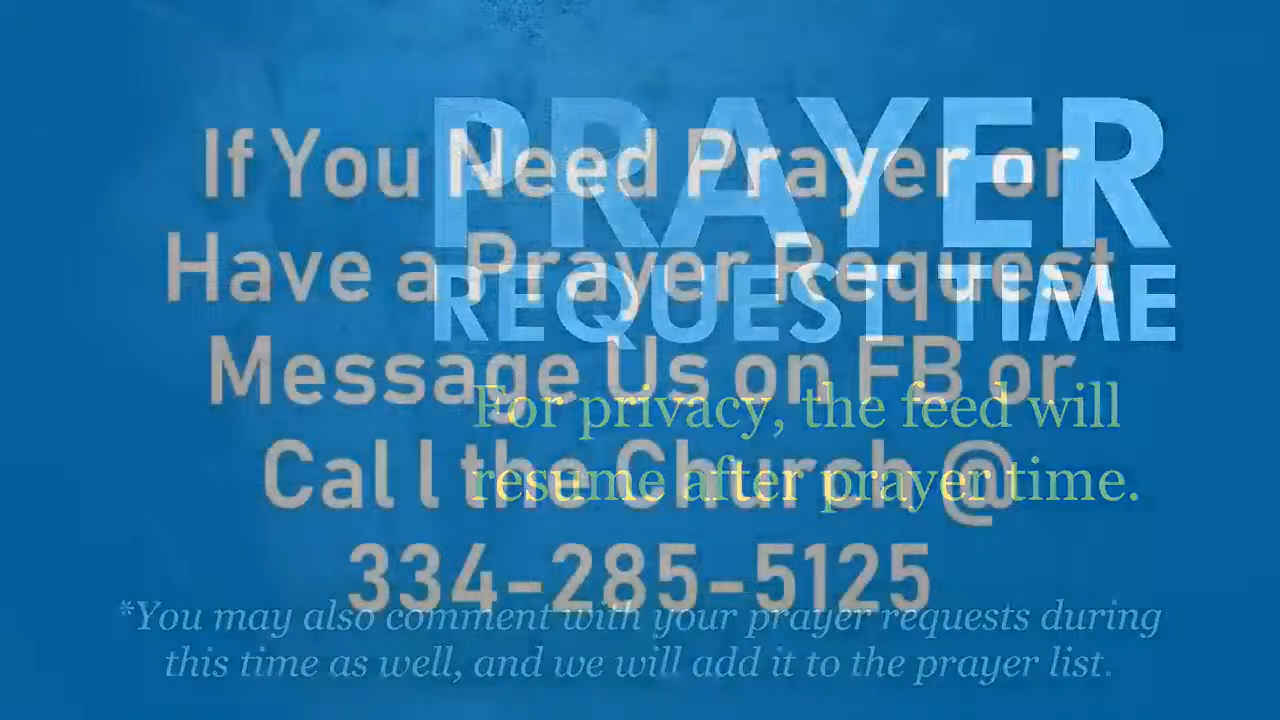 PRAYER
REQUEST TIME
For privacy, the feed will
resume after prayer time.
*You may also comment with your prayer requests during
this time as well, and we will add it to the prayer list.
If You Need Prayer or
Have a Prayer Request
Message Us on FB or
Call the Church @
334-285-5125